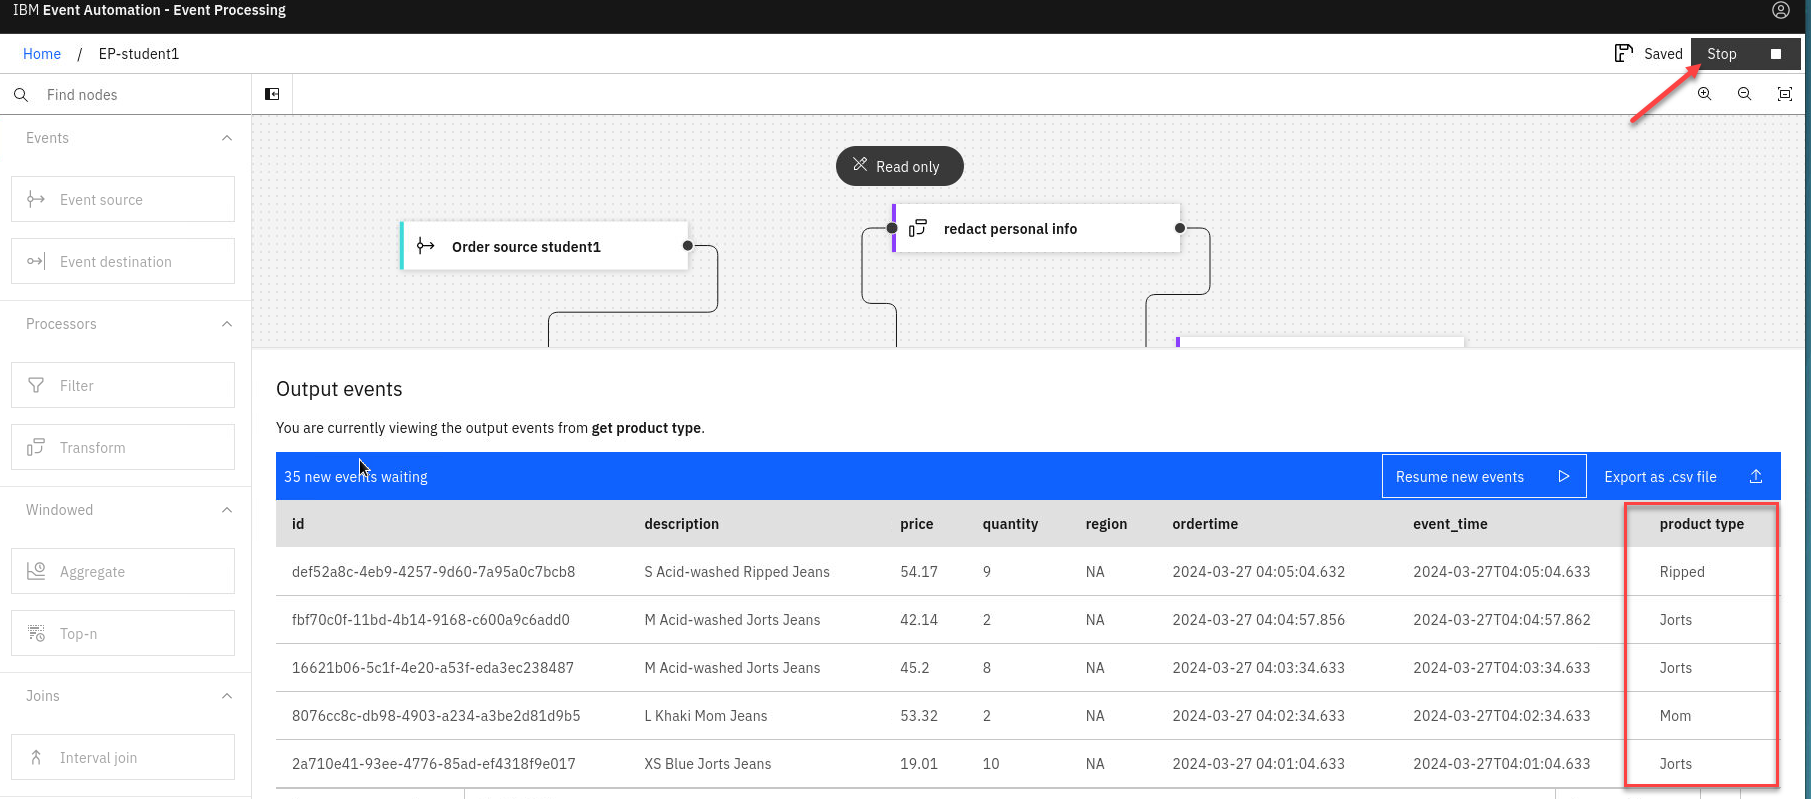 IBM Event Automation - Event Processing
Home / EP-student1
Saved
Stop
Find nodes
Events
Event source
Event destination
Processors
Filter
Transform
Windowed
Aggregate
Top-n
Joins
Interval join
Read only
Order source student1
redact personal info
Output events
You are currently viewing the output events from get product type.
35 new events waiting
Resume new events
Export as .csv file
id description price quantity region ordertime event_time product type
def52a8c-4eb9-4257-9d60-7a95a0c7bcb8 S Acid-washed Ripped Jeans 54.17 9 NA 2024-03-27 04:05:04.632 2024-03-27T04:05:04.633 Ripped
fbf70c0f-11bd-4b14-9168-c600a9c6add0 M Acid-washed Jorts Jeans 42.14 2 NA 2024-03-27 04:04:57.856 2024-03-27T04:04:57.862 Jorts
16621b06-5c1f-4e20-a53f-eda3ec238487 M Acid-washed Jorts Jeans 45.2 8 NA 2024-03-27 04:03:34.633 2024-03-27T04:03:34.633 Jorts
8076cc8c-db98-4903-a234-a3be2d81d9b5 L Khaki Mom Jeans 53.32 2 NA 2024-03-27 04:02:34.633 2024-03-27T04:02:34.633 Mom
2a710e41-93ee-4776-85ad-ef4318f9e017 XS Blue Jorts Jeans 19.01 10 NA 2024-03-27 04:01:04.633 2024-03-27T04:01:04.633 Jorts